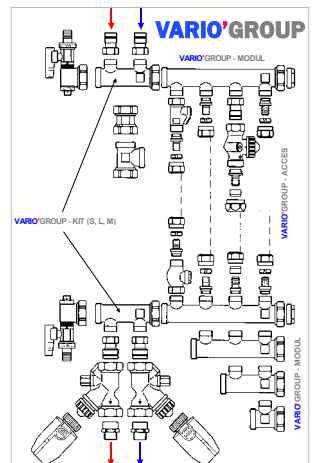 VARIO'GROUP
VARIO'GROUP - MODUL
VARIO'GROUP - ACCES
VARIO'GROUP - KIT (S, L, M)
VARIO'GROUP - MODUL